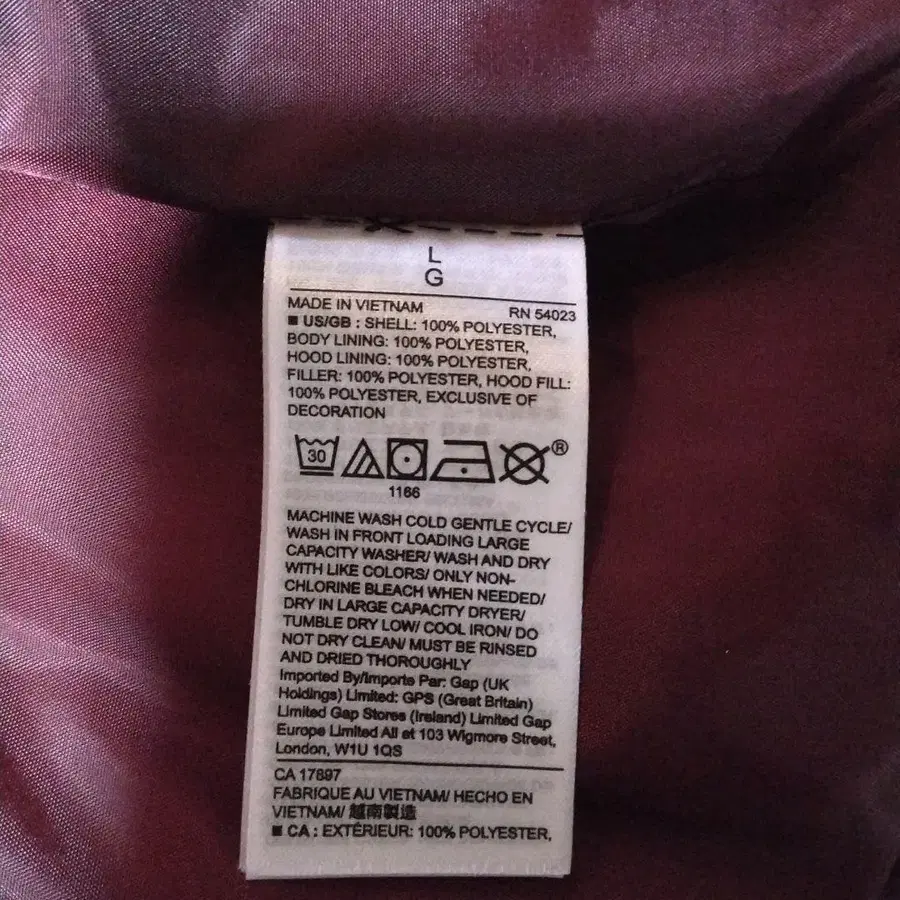 L
G
MADE IN VIETNAM RN 54023
■ US/GB : SHELL: 100% POLYESTER,
BODY LINING: 100% POLYESTER,
HOOD LINING: 100% POLYESTER,
FILLER: 100% POLYESTER, HOOD FILL:
100% POLYESTER, EXCLUSIVE OF
DECORATION
30 ®
1166
MACHINE WASH COLD GENTLE CYCLE/
WASH IN FRONT LOADING LARGE
CAPACITY WASHER/ WASH AND DRY
WITH LIKE COLORS/ ONLY NON-
CHLORINE BLEACH WHEN NEEDED/
DRY IN LARGE CAPACITY DRYER/
TUMBLE DRY LOW/ COOL IRON/ DO
NOT DRY CLEAN/ MUST BE RINSED
AND DRIED THOROUGHLY
Imported By/Importe Par: Gap (UK
Holdings) Limited: GPS (Great Britain)
Limited Gap Stores (Ireland) Limited Gap
Europe Limited All at 103 Wigmore Street,
London, W1U 1QS
CA 17897
FABRIQUE AU VIETNAM/ HECHO EN
VIETNAM/ 越南製造
■ CA : EXTÉRIEUR: 100% POLYESTER,